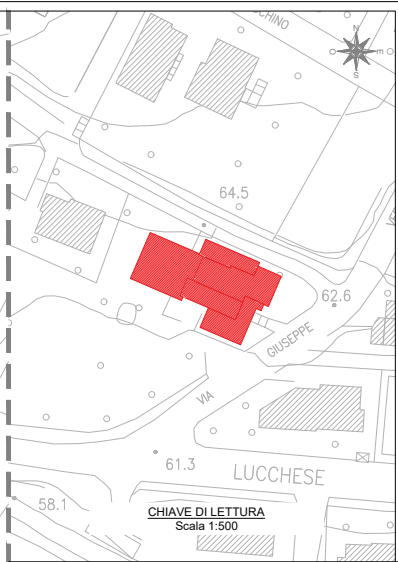 CHINO
N
O
m
S
64.5
62.6
GIUSEPPE
VIA
61.3
LUCCHESE
58.1
CHIAVE DI LETTURA
Scala 1:500